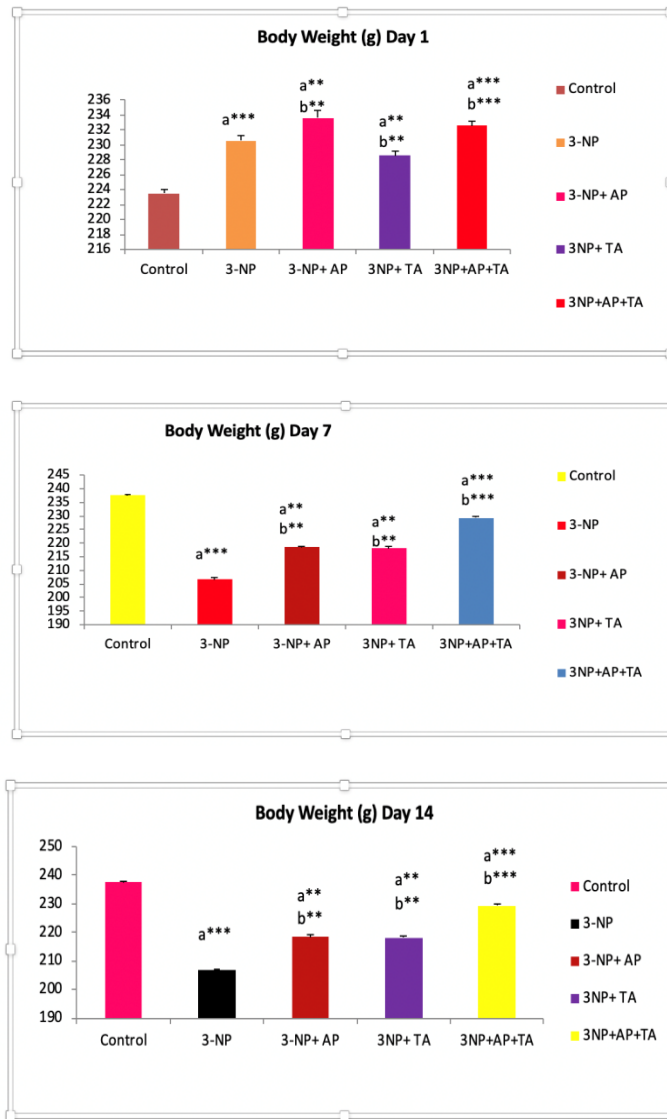 Body Weight (g) Day 1
236
234
232
230
228
226
224
222
220
218
216
a***
a**
b**
a**
b**
a***
b***
Control
3-NP
3-NP+ AP
3NP+ TA
3NP+AP+TA
Control
3-NP
3-NP+ AP
3NP+ TA
3NP+AP+TA
Body Weight (g) Day 7
245
240
235
230
225
220
215
210
205
200
195
190
a***
a**
b**
a**
b**
a***
b***
Control
3-NP
3-NP+ AP
3NP+ TA
3NP+AP+TA
Control
3-NP
3-NP+ AP
3NP+ TA
3NP+AP+TA
Body Weight (g) Day 14
250
240
230
220
210
200
190
a***
a**
b**
a**
b**
a***
b***
Control
3-NP
3-NP+ AP
3NP+ TA
3NP+AP+TA
Control
3-NP
3-NP+ AP
3NP+ TA
3NP+AP+TA